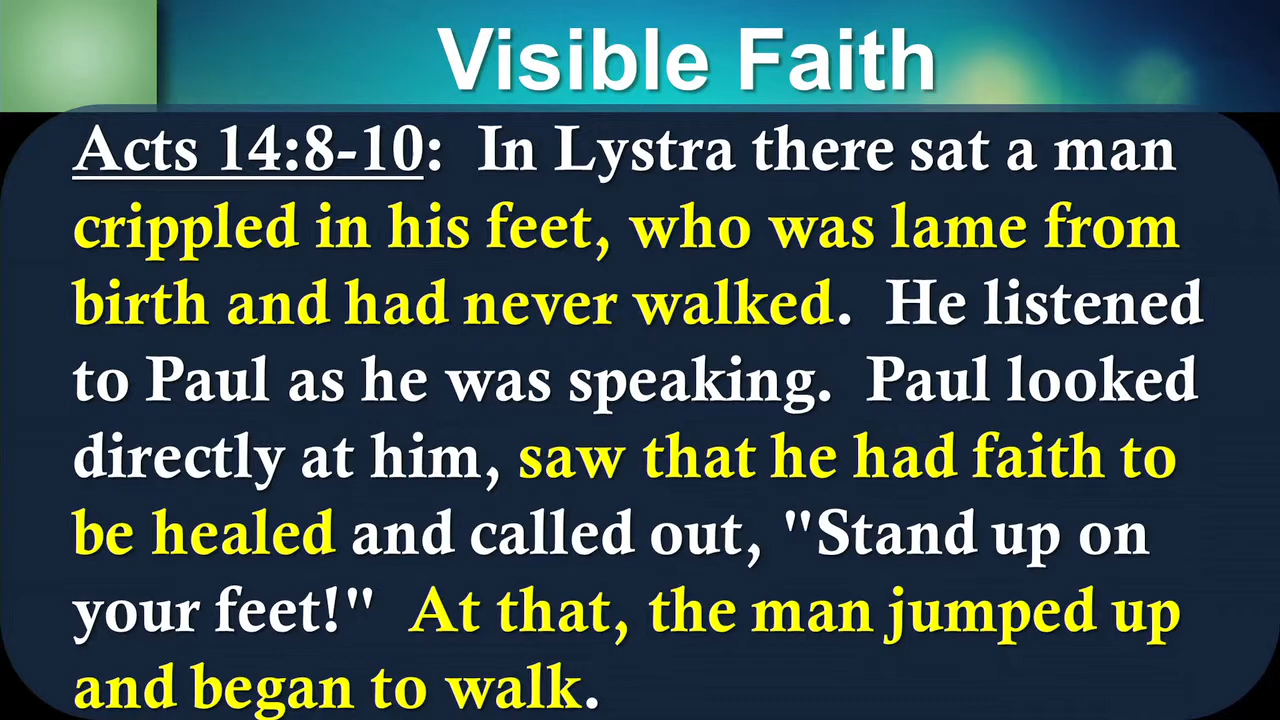 Visible Faith
Acts 14:8-10:  In Lystra there sat a man
crippled in his feet, who was lame from
birth and had never walked.  He listened
to Paul as he was speaking.  Paul looked
directly at him, saw that he had faith to
be healed and called out, "Stand up on
your feet!"  At that, the man jumped up
and began to walk.